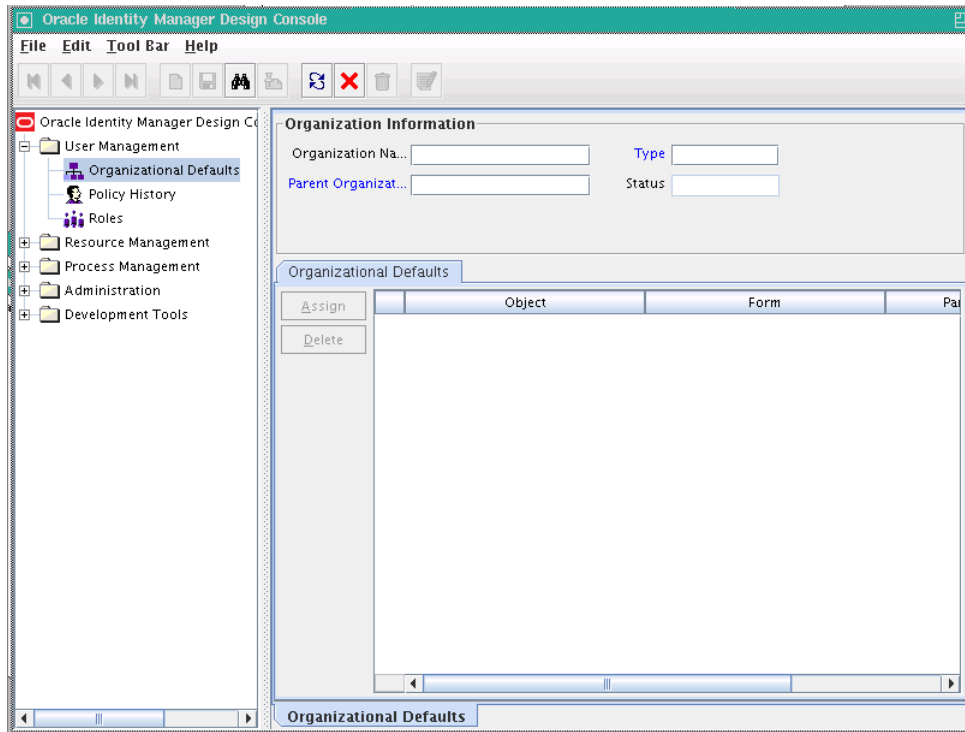 Oracle Identity Manager Design Console
File Edit Tool Bar Help
Oracle Identity Manager Design Co
User Management
Organizational Defaults
Policy History
Roles
Resource Management
Process Management
Administration
Development Tools
Organization Information
Organization Na... Type
Parent Organizat... Status
Organizational Defaults
Assign
Delete
Object Form Par
Organizational Defaults